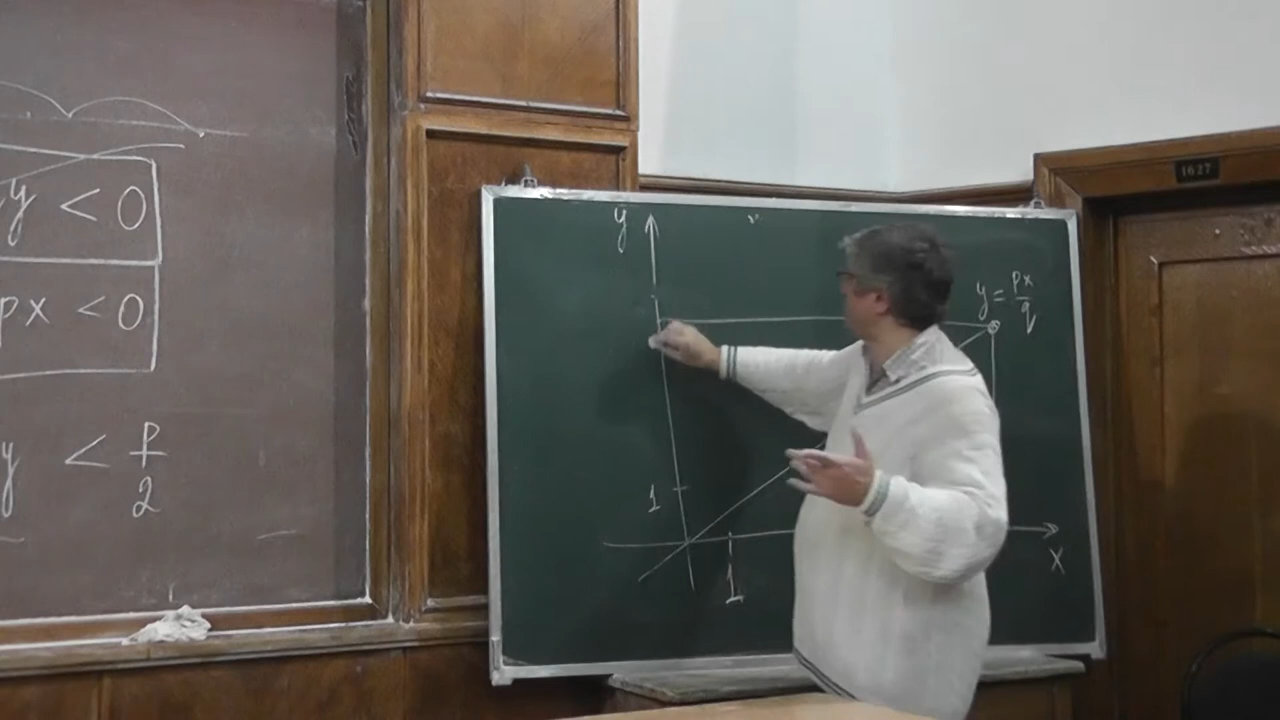 y < 0
px < 0
y < p/2
y
y = px/q
1
1
x
1627